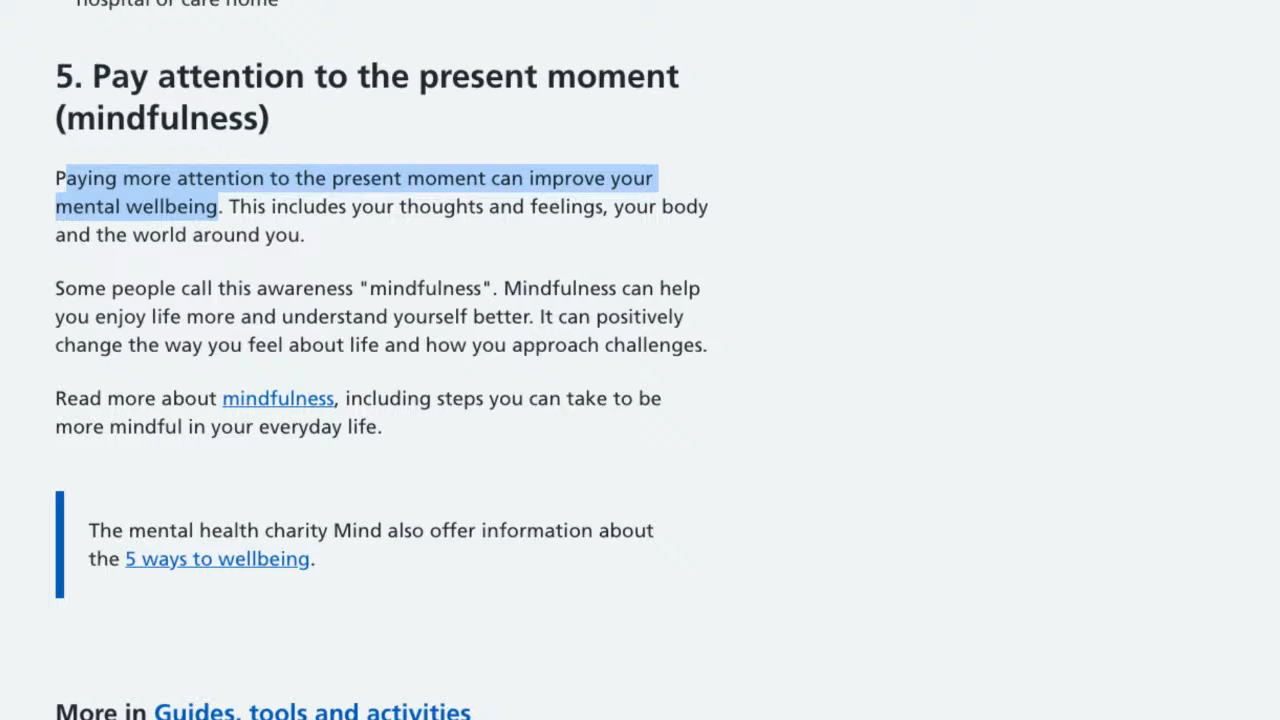 hospital or care home
5. Pay attention to the present moment
(mindfulness)
Paying more attention to the present moment can improve your
mental wellbeing. This includes your thoughts and feelings, your body
and the world around you.
Some people call this awareness "mindfulness". Mindfulness can help
you enjoy life more and understand yourself better. It can positively
change the way you feel about life and how you approach challenges.
Read more about mindfulness, including steps you can take to be
more mindful in your everyday life.
The mental health charity Mind also offer information about
the 5 ways to wellbeing.
More in Guides, tools and activities